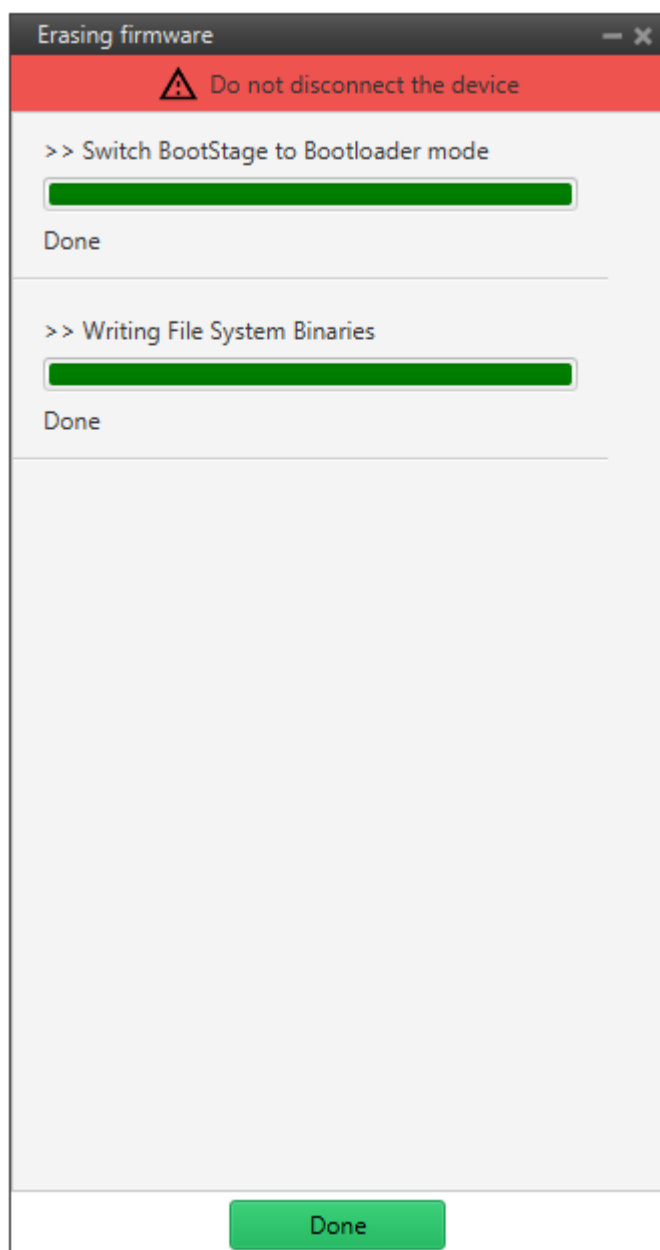 Erasing firmware
Do not disconnect the device
>> Switch BootStage to Bootloader mode
Done
>> Writing File System Binaries
Done
Done